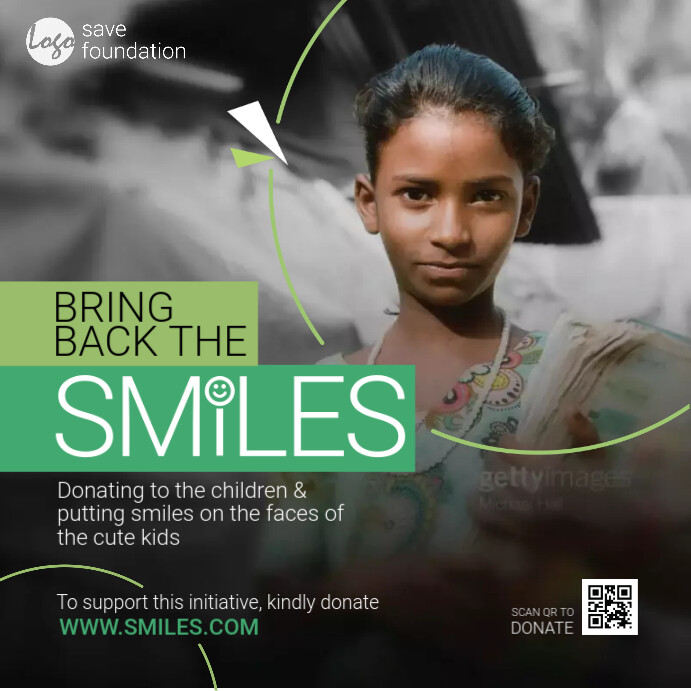 Logo
save
foundation
BRING
BACK THE
SMiLES
Donating to the children &
putting smiles on the faces of
the cute kids
gettyimages
To support this initiative, kindly donate
WWW.SMILES.COM
SCAN QR TO
DONATE